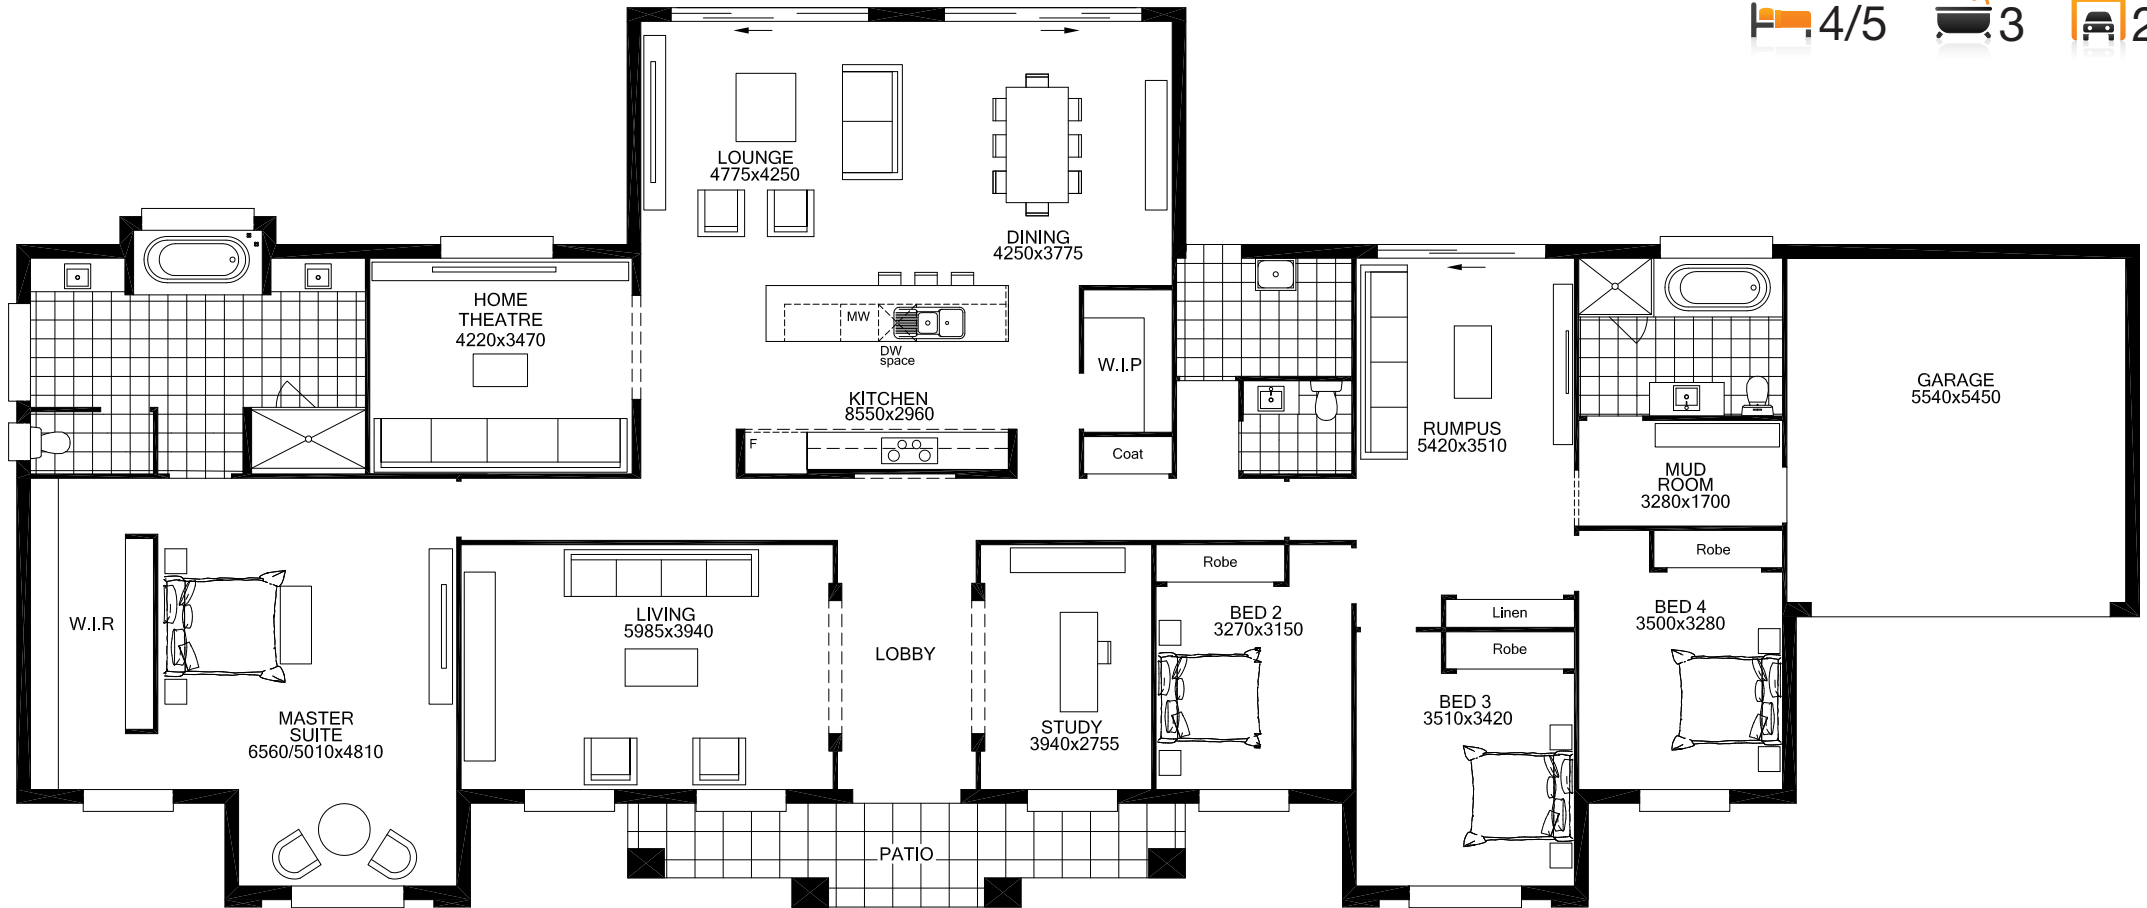 4/5 3 2
LOUNGE
4775x4250
DINING
4250x3775
HOME
THEATRE
4220x3470
MW
DW
space
W.I.P
KITCHEN
8550x2960
F
Coat
RUMPUS
5420x3510
GARAGE
5540x5450
MUD
ROOM
3280x1700
Robe
Robe
W.I.R
LIVING
5985x3940
LOBBY
BED 2
3270x3150
Linen
BED 4
3500x3280
Robe
MASTER
SUITE
6560/5010x4810
STUDY
3940x2755
BED 3
3510x3420
PATIO